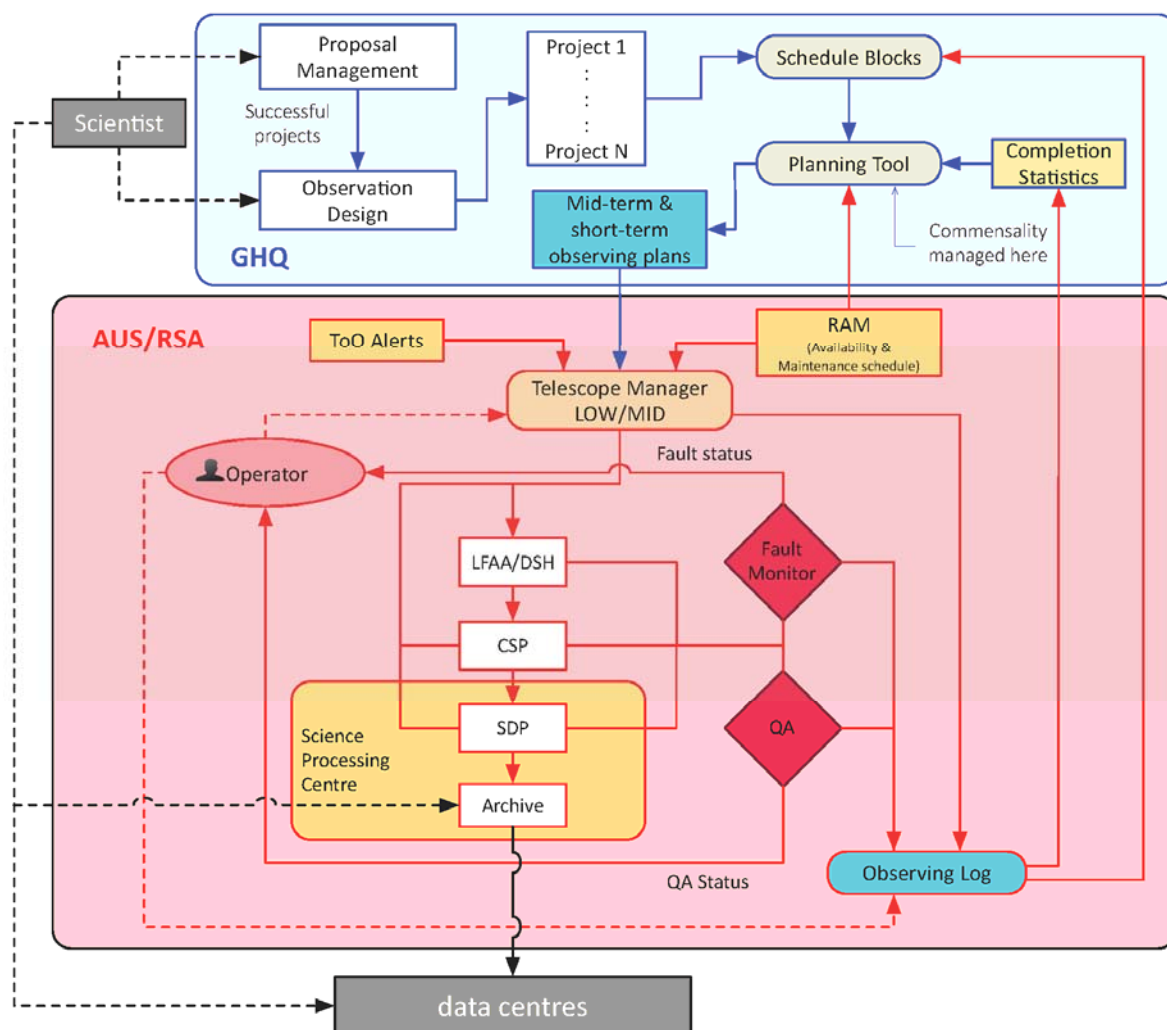 Proposal
Management
Project 1
:
:
:
:
Project N
Schedule Blocks
Scientist
Successful
projects
Observation
Design
Planning Tool
Completion
Statistics
Mid-term &
short-term
observing plans
Commensality
managed here
GHQ
AUS/RSA
ToO Alerts
RAM
(Availability &
Maintenance schedule)
Telescope Manager
LOW/MID
Fault status
Operator
LFAA/DSH
Fault
Monitor
CSP
Science
Processing
Centre
SDP
QA
Archive
QA Status
Observing Log
data centres